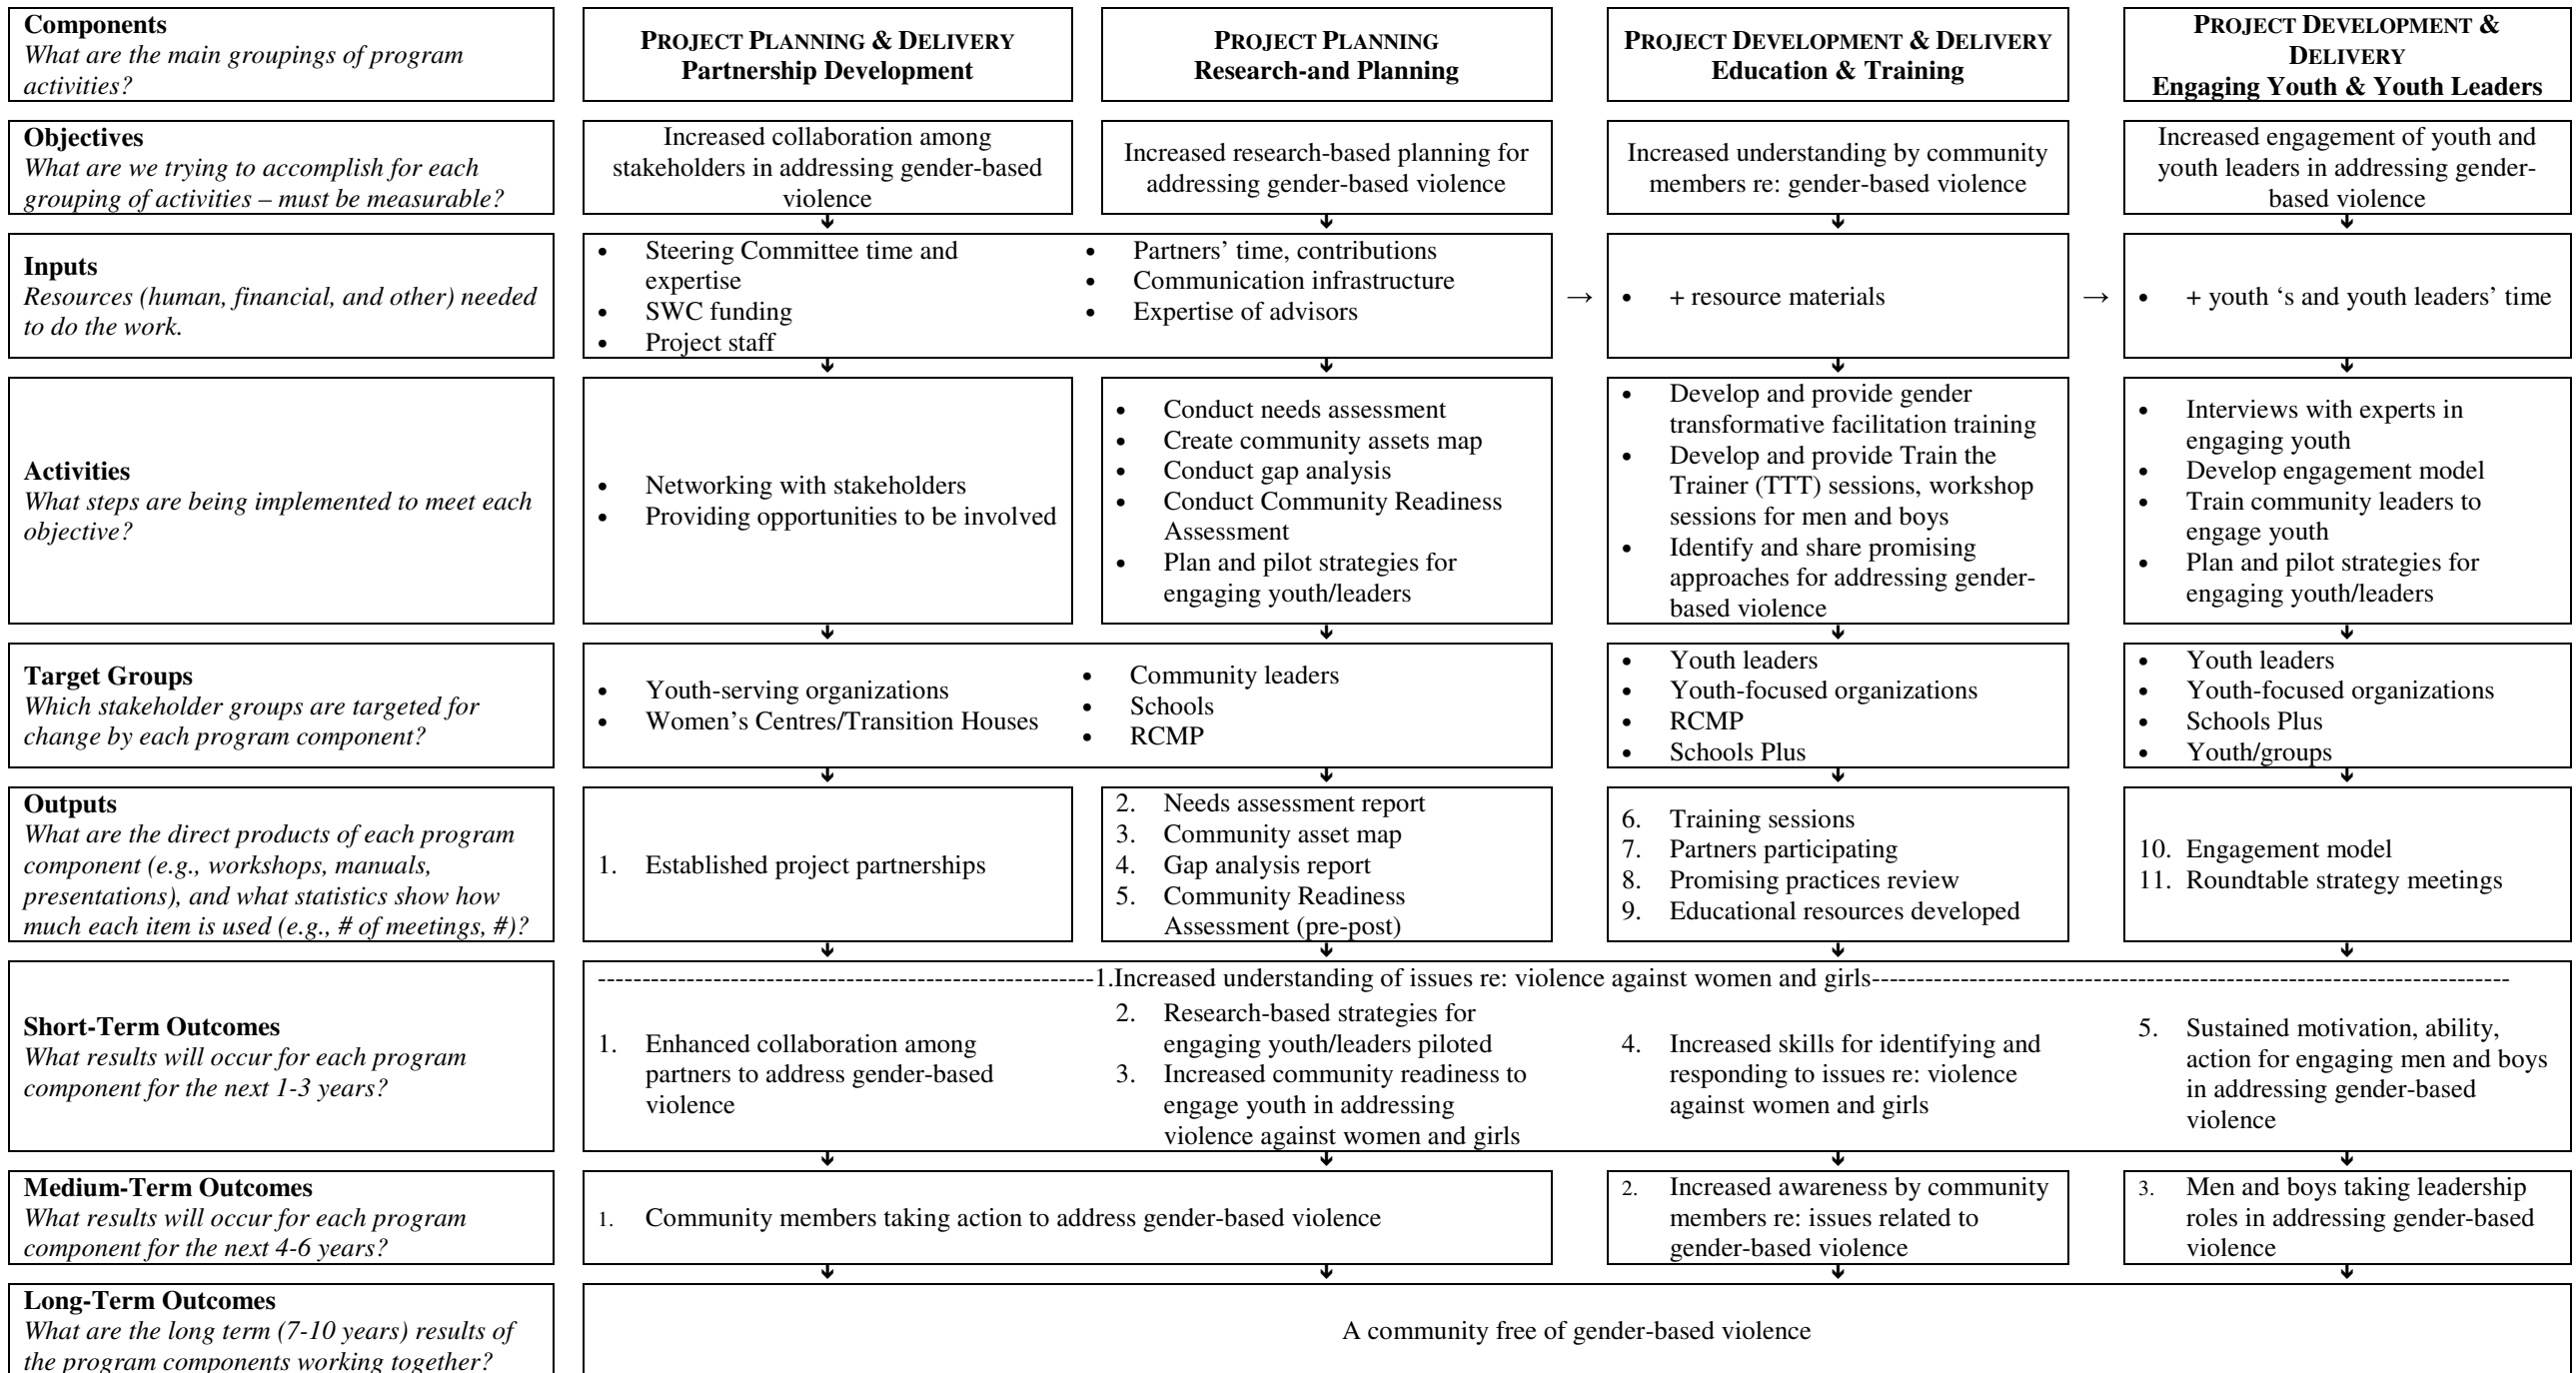 Components
What are the main groupings of program
activities?
PROJECT PLANNING & DELIVERY
Partnership Development
PROJECT PLANNING
Research-and Planning
PROJECT DEVELOPMENT & DELIVERY
Education & Training
PROJECT DEVELOPMENT &
DELIVERY
Engaging Youth & Youth Leaders
Objectives
What are we trying to accomplish for each
grouping of activities – must be measurable?
Increased collaboration among
stakeholders in addressing gender-based
violence
Increased research-based planning for
addressing gender-based violence
Increased understanding by community
members re: gender-based violence
Increased engagement of youth and
youth leaders in addressing gender-
based violence
Inputs
Resources (human, financial, and other) needed
to do the work.
• Steering Committee time and
expertise
• SWC funding
• Project staff
• Partners’ time, contributions
• Communication infrastructure
• Expertise of advisors
→
• + resource materials
→
• + youth ‘s and youth leaders’ time
Activities
What steps are being implemented to meet each
objective?
• Networking with stakeholders
• Providing opportunities to be involved
• Conduct needs assessment
• Create community assets map
• Conduct gap analysis
• Conduct Community Readiness
Assessment
• Plan and pilot strategies for
engaging youth/leaders
• Develop and provide gender
transformative facilitation training
• Develop and provide Train the
Trainer (TTT) sessions, workshop
sessions for men and boys
• Identify and share promising
approaches for addressing gender-
based violence
• Interviews with experts in
engaging youth
• Develop engagement model
• Train community leaders to
engage youth
• Plan and pilot strategies for
engaging youth/leaders
Target Groups
Which stakeholder groups are targeted for
change by each program component?
• Youth-serving organizations
• Women’s Centres/Transition Houses
• Community leaders
• Schools
• RCMP
• Youth leaders
• Youth-focused organizations
• RCMP
• Schools Plus
• Youth leaders
• Youth-focused organizations
• Schools Plus
• Youth/groups
Outputs
What are the direct products of each program
component (e.g., workshops, manuals,
presentations), and what statistics show how
much each item is used (e.g., # of meetings, #)?
1. Established project partnerships
2. Needs assessment report
3. Community asset map
4. Gap analysis report
5. Community Readiness
Assessment (pre-post)
6. Training sessions
7. Partners participating
8. Promising practices review
9. Educational resources developed
10. Engagement model
11. Roundtable strategy meetings
Short-Term Outcomes
What results will occur for each program
component for the next 1-3 years?
-------------------------------------------------------1.Increased understanding of issues re: violence against women and girls-----------------------------------------------------------------------
1. Enhanced collaboration among
partners to address gender-based
violence
2. Research-based strategies for
engaging youth/leaders piloted
3. Increased community readiness to
engage youth in addressing
violence against women and girls
4. Increased skills for identifying and
responding to issues re: violence
against women and girls
5. Sustained motivation, ability,
action for engaging men and boys
in addressing gender-based
violence
Medium-Term Outcomes
What results will occur for each program
component for the next 4-6 years?
1. Community members taking action to address gender-based violence
2. Increased awareness by community
members re: issues related to
gender-based violence
3. Men and boys taking leadership
roles in addressing gender-based
violence
Long-Term Outcomes
What are the long term (7-10 years) results of
the program components working together?
A community free of gender-based violence